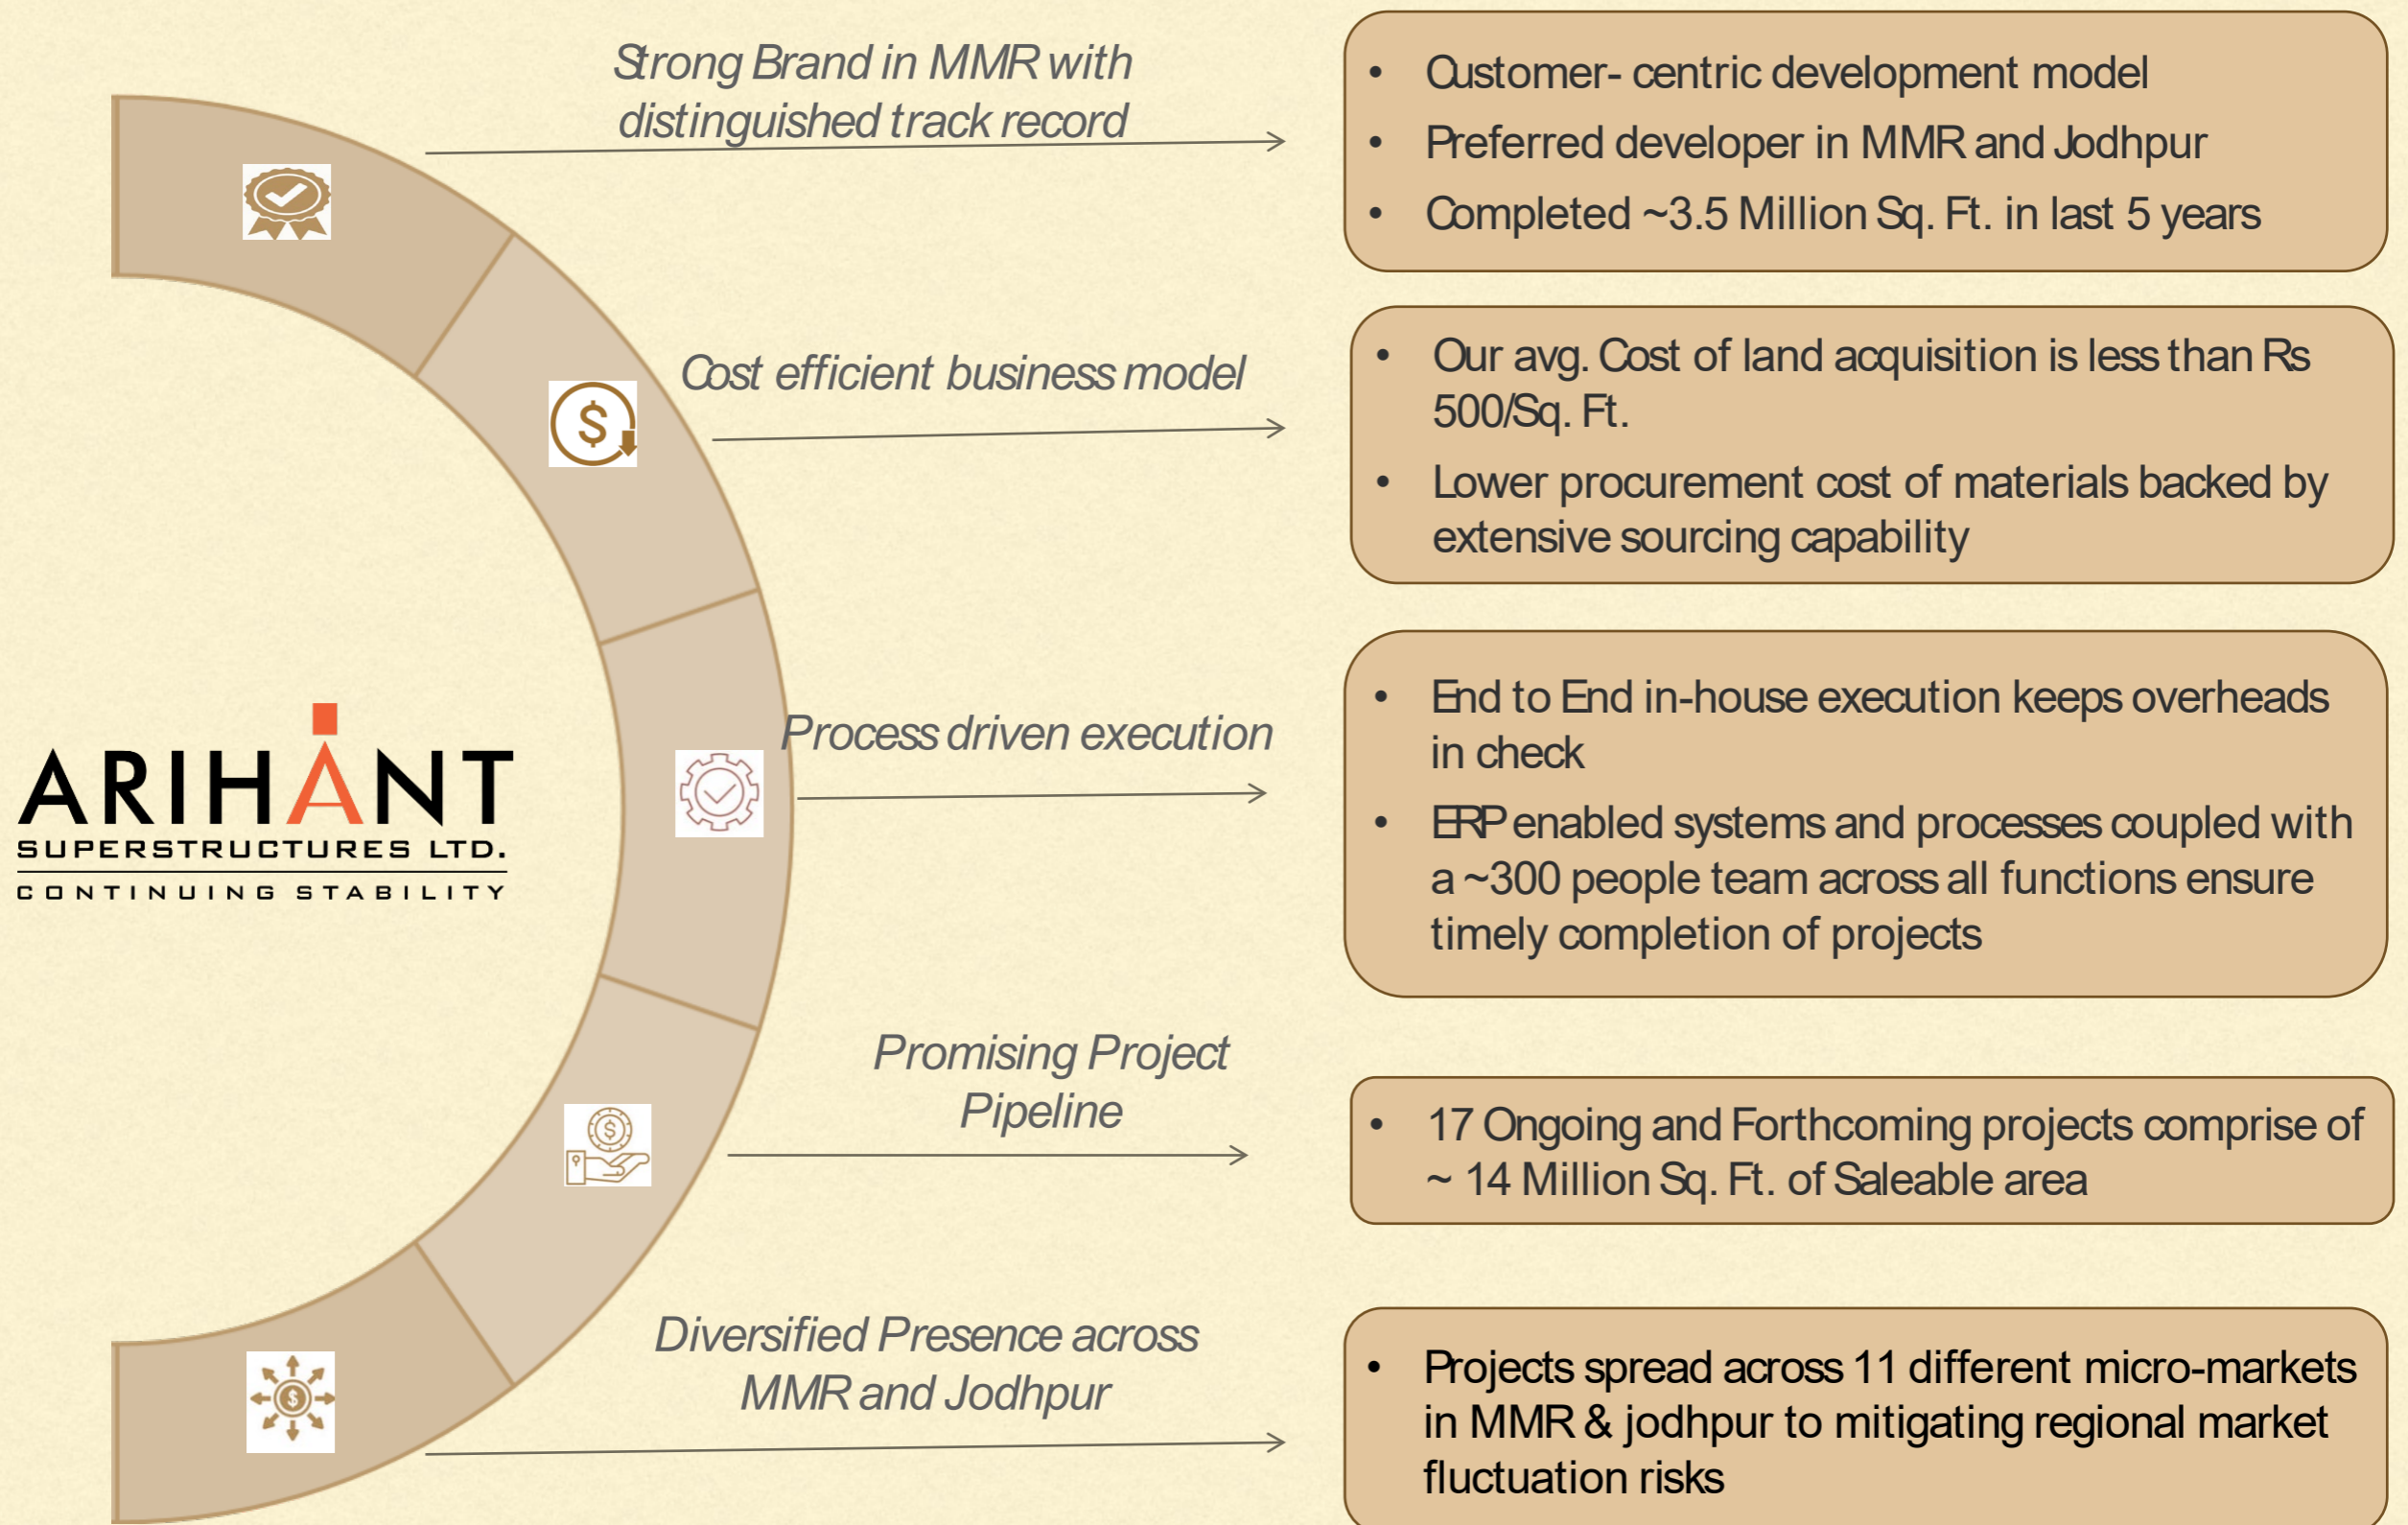 Strong Brand in MMR with
distinguished track record
• Customer- centric development model
• Preferred developer in MMR and Jodhpur
• Completed ~3.5 Million Sq. Ft. in last 5 years
Cost efficient business model
• Our avg. Cost of land acquisition is less than Rs
500/Sq. Ft.
• Lower procurement cost of materials backed by
extensive sourcing capability
ARIHANT
SUPERSTRUCTURES LTD.
CONTINUING STABILITY
Process driven execution
• End to End in-house execution keeps overheads
in check
• ERP enabled systems and processes coupled with
a ~300 people team across all functions ensure
timely completion of projects
Promising Project
Pipeline
• 17 Ongoing and Forthcoming projects comprise of
~ 14 Million Sq. Ft. of Saleable area
Diversified Presence across
MMR and Jodhpur
• Projects spread across 11 different micro-markets
in MMR & jodhpur to mitigating regional market
fluctuation risks